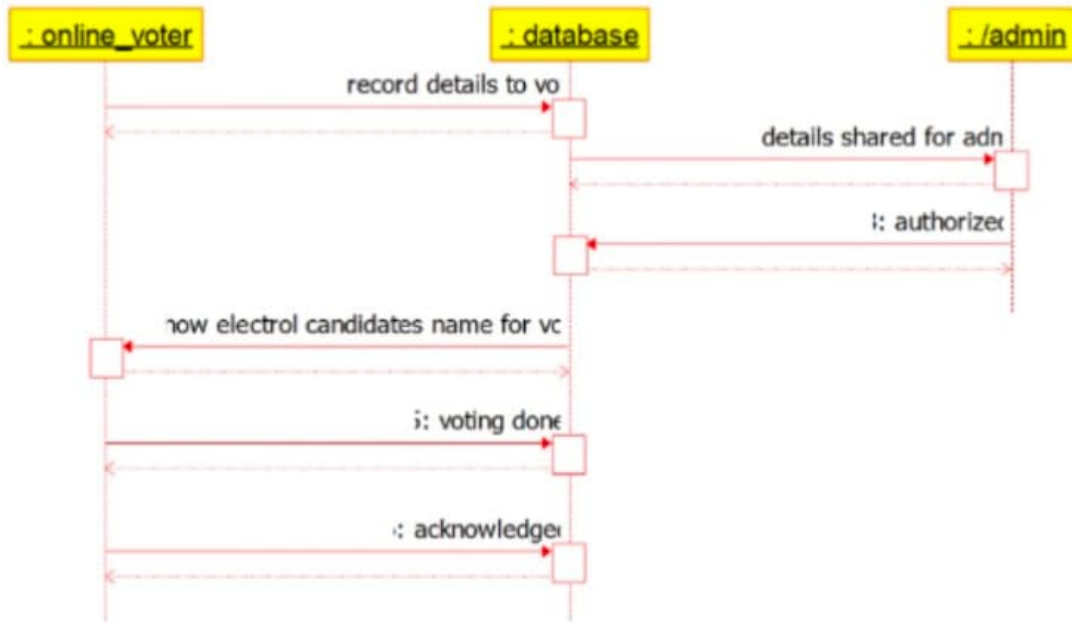 : online_voter
: database
: /admin
record details to vo
details shared for adn
: authorized
now electrol candidates name for vc
: voting done
: acknowledge